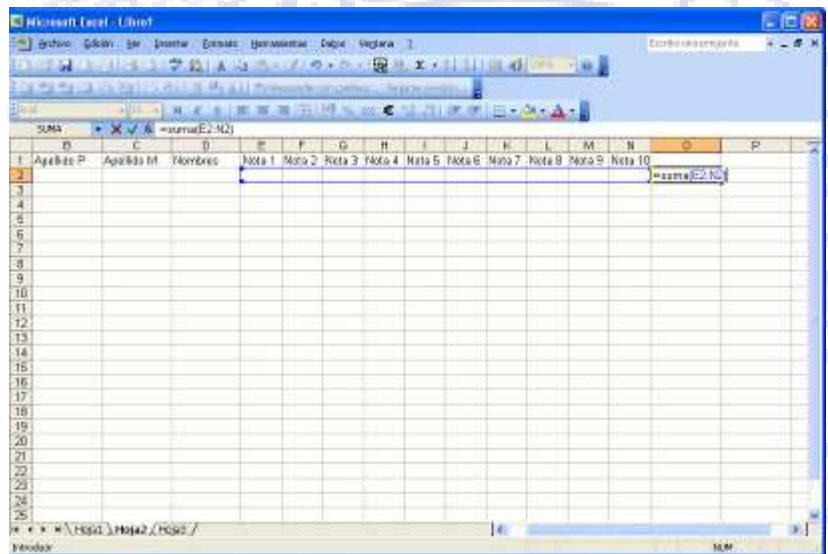 Microsoft Excel - Libro1
Archivo Edición Ver Insertar Formato Herramientas Datos Ventana ?
SUMA =suma(E2:N2)
B C D E F G H I J K L M N O P
1 Apellido P Apellido M Nombres Nota 1 Nota 2 Nota 3 Nota 4 Nota 5 Nota 6 Nota 7 Nota 8 Nota 9 Nota 10
2 =suma(E2:N2)
3
4
5
6
7
8
9
10
11
12
13
14
15
16
17
18
19
20
21
22
23
24
25
Hoja1 Hoja2 Hoja3
Introducir NUM